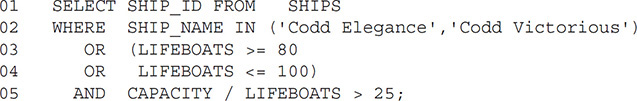 01 SELECT SHIP_ID FROM SHIPS
02 WHERE SHIP_NAME IN ('Codd Elegance','Codd Victorious')
03 OR (LIFEBOATS >= 80
04 OR LIFEBOATS <= 100)
05 AND CAPACITY / LIFEBOATS > 25;